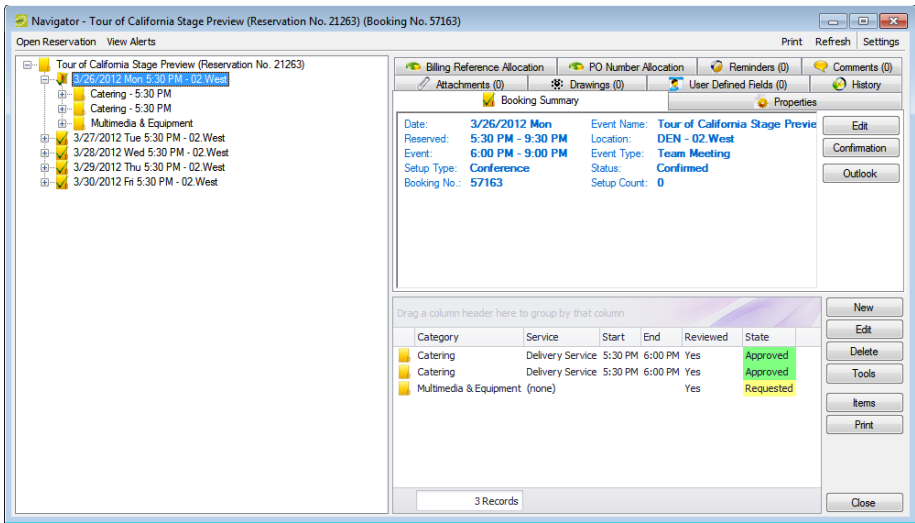 Navigator - Tour of California Stage Preview (Reservation No. 21263) (Booking No. 57163)
Open Reservation View Alerts Print Refresh Settings
Tour of California Stage Preview (Reservation No. 21263)
3/26/2012 Mon 5:30 PM - 02.West
Catering - 5:30 PM
Catering - 5:30 PM
Multimedia & Equipment
3/27/2012 Tue 5:30 PM - 02.West
3/28/2012 Wed 5:30 PM - 02.West
3/29/2012 Thu 5:30 PM - 02.West
3/30/2012 Fri 5:30 PM - 02.West
Billing Reference Allocation PO Number Allocation Reminders (0) Comments (0)
Attachments (0) Drawings (0) User Defined Fields (0) History
Booking Summary Properties
Date: 3/26/2012 Mon Event Name: Tour of California Stage Previe
Reserved: 5:30 PM - 9:30 PM Location: DEN - 02.West
Event: 6:00 PM - 9:00 PM Event Type: Team Meeting
Setup Type: Conference Status: Confirmed
Booking No.: 57163 Setup Count: 0
Edit
Confirmation
Outlook
Drag a column header here to group by that column
Category Service Start End Reviewed State
Catering Delivery Service 5:30 PM 6:00 PM Yes Approved
Catering Delivery Service 5:30 PM 6:00 PM Yes Approved
Multimedia & Equipment (none) Yes Requested
3 Records
New
Edit
Delete
Tools
Items
Print
Close